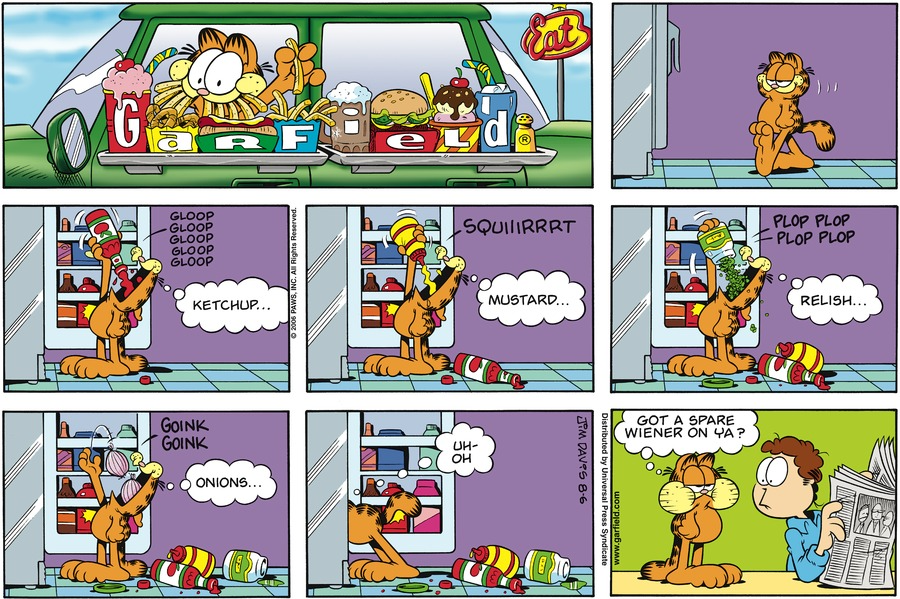 Eat
GARFIELD®
GLOOP
GLOOP
GLOOP
GLOOP
GLOOP
KETCHUP...
© 2006 PAWS, INC. All Rights Reserved.
SQUIIIRRRT
MUSTARD...
PLOP PLOP
PLOP PLOP
RELISH...
GOINK
GOINK
ONIONS...
UH-
OH
JIM DAVIS 8-6
Distributed by Universal Press Syndicate
www.garfield.com
GOT A SPARE
WIENER ON YA?